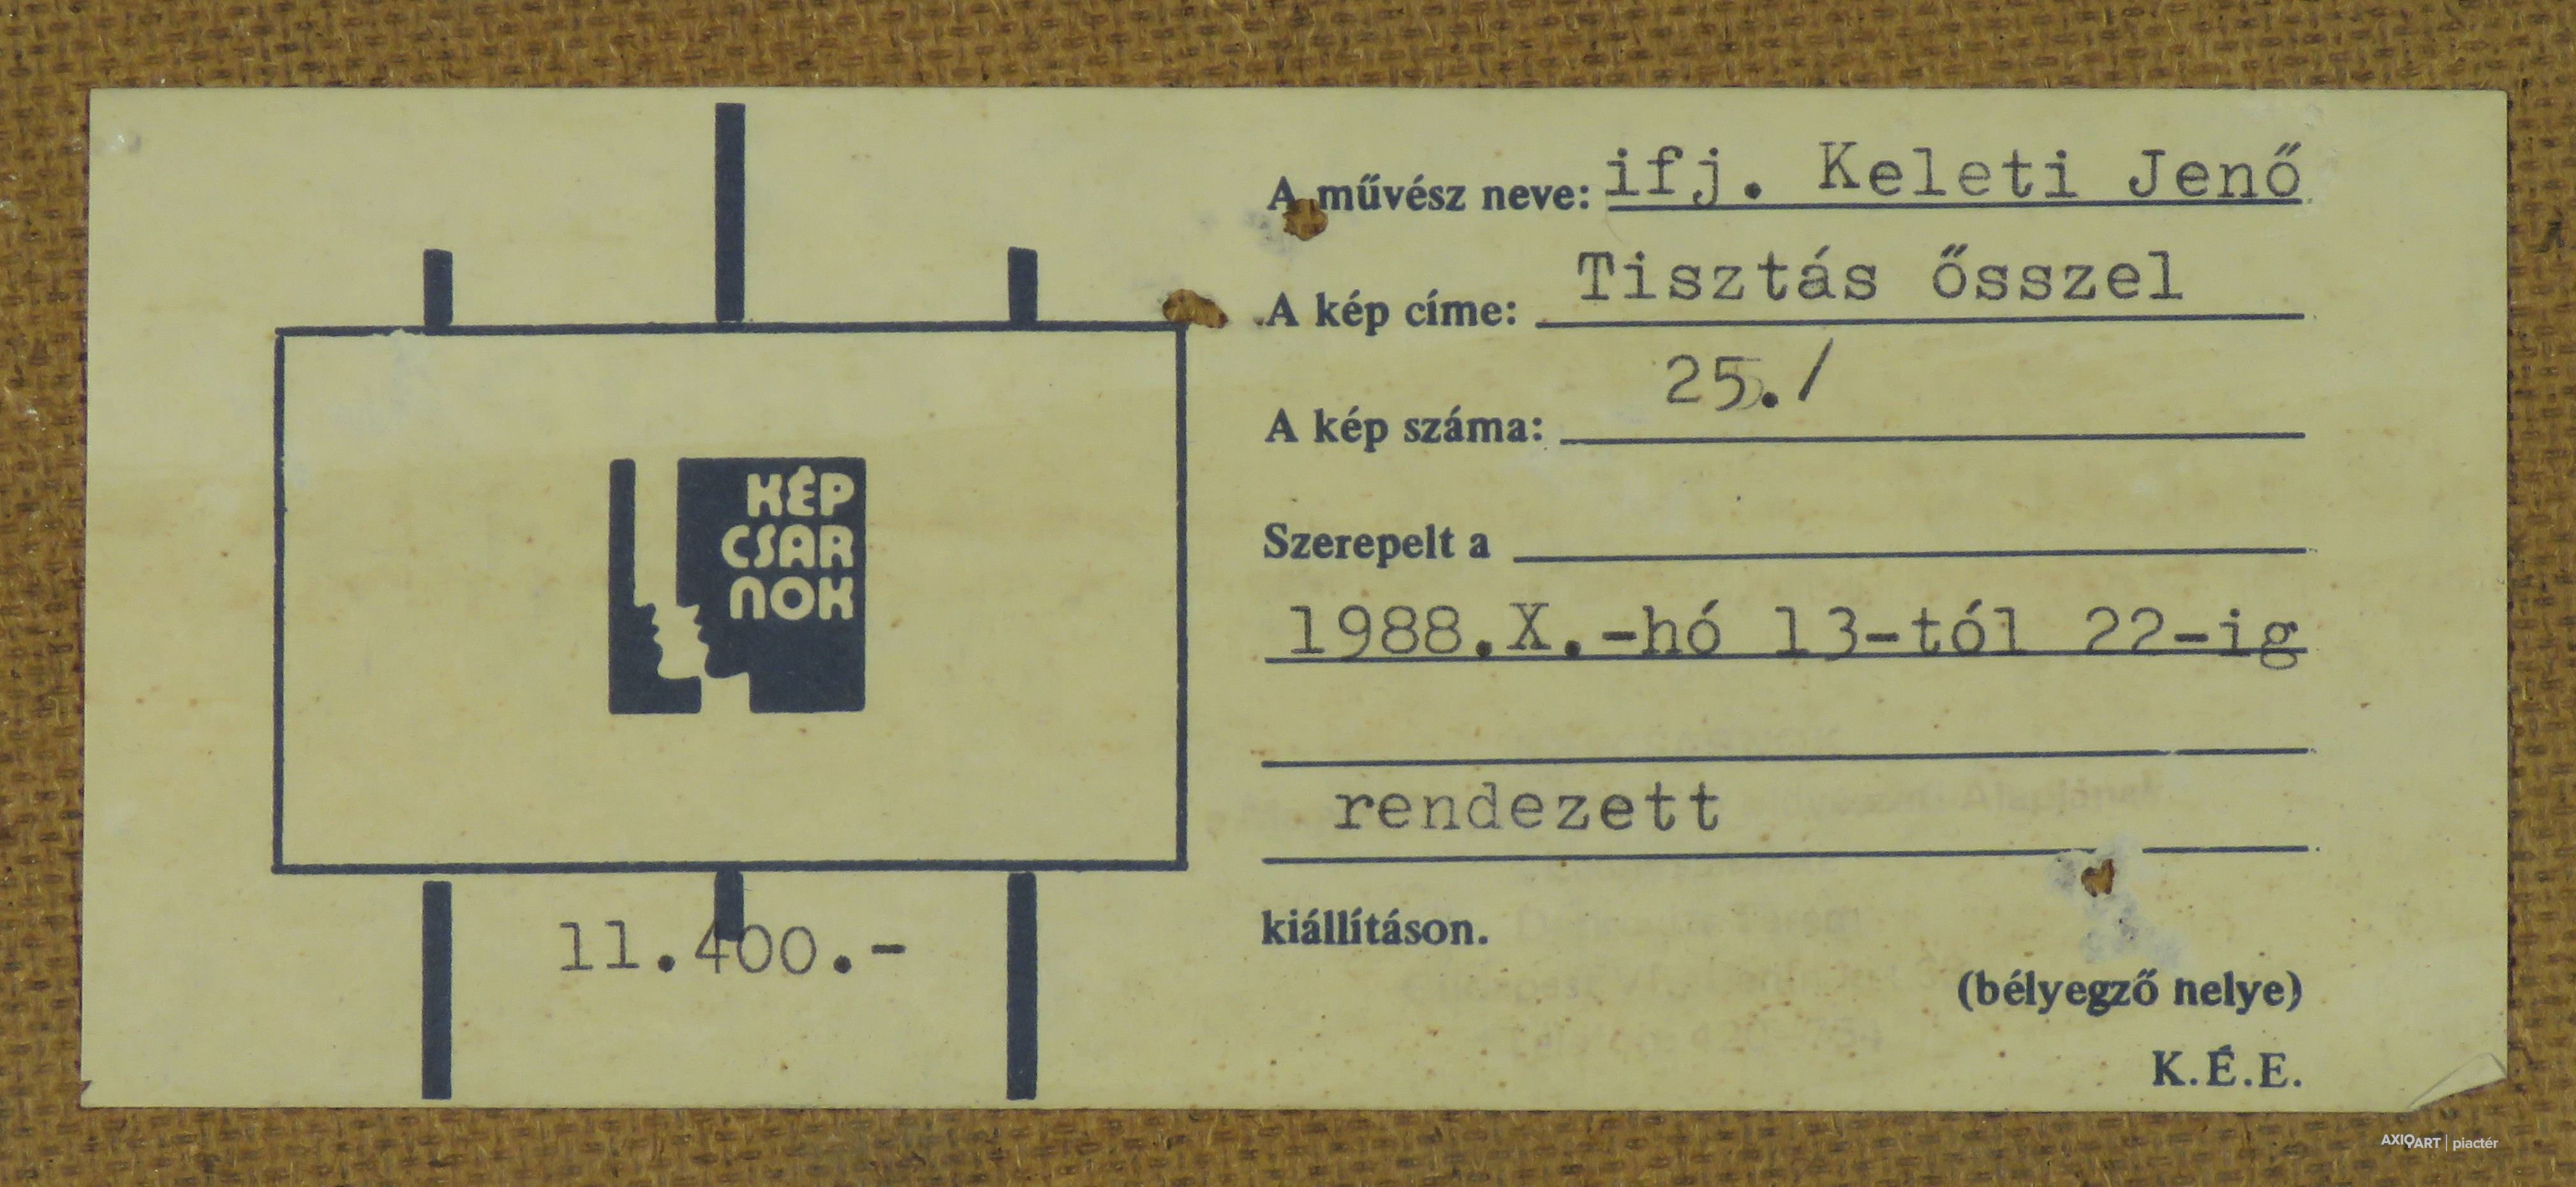 KÉP
CSAR
NOK
11.400.-
A művész neve: ifj. Keleti Jenő
A kép címe: Tisztás ősszel
A kép száma: 25./
Szerepelt a
1988.X.-hó 13-tól 22-ig
rendezett
kiállításon.
(bélyegző helye)
K.É.E.
AXIOART | piactér